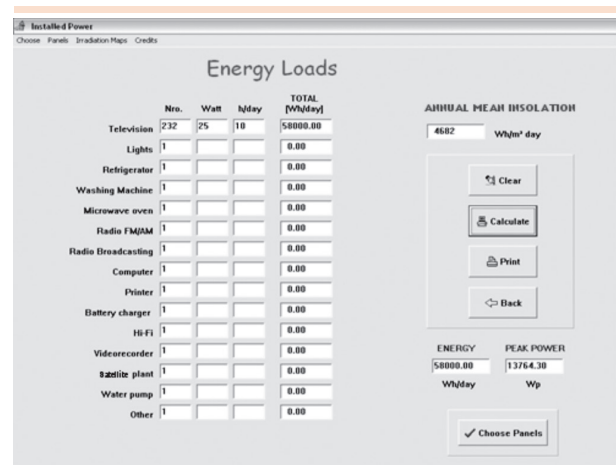 Installed Power
Choose Panels Irradiation Maps Credits
Energy Loads
Nro. Watt h/day TOTAL [Wh/day]
Television 232 25 10 58000.00
Lights 1 0.00
Refrigerator 1 0.00
Washing Machine 1 0.00
Microwave oven 1 0.00
Radio FM/AM 1 0.00
Radio Broadcasting 1 0.00
Computer 1 0.00
Printer 1 0.00
Battery charger 1 0.00
Hi-Fi 1 0.00
Videorecorder 1 0.00
Satellite plant 1 0.00
Water pump 1 0.00
Other 1 0.00
ANNUAL MEAN INSOLATION
4682 Wh/m² day
Clear
Calculate
Print
Back
ENERGY PEAK POWER
58000.00 13764.30
Wh/day Wp
Choose Panels